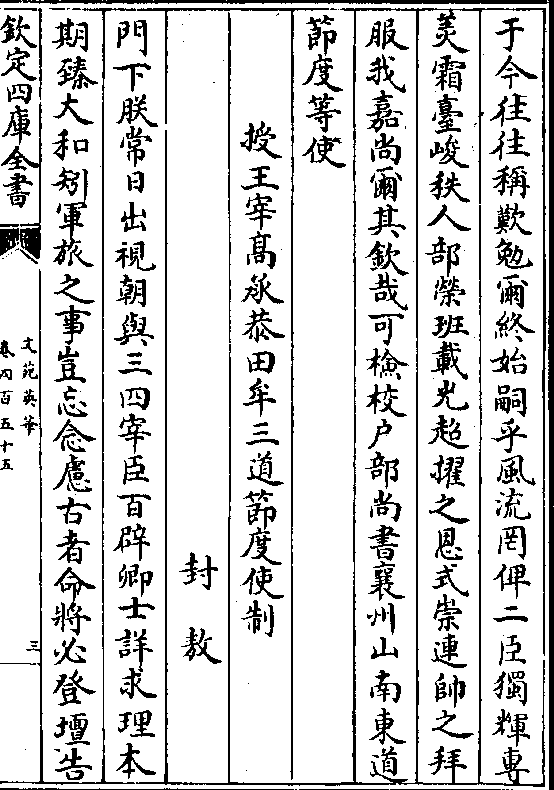 于今往往稱歎勉爾終始嗣乎風流罔俾二臣獨輝專
美霜臺峻秩人部榮班載光超擢之恩式崇連帥之拜
服我嘉尚爾其欽哉可檢校户部尚書襄州山南東道
節度等使
授王宰髙承恭田牟三道節度使制
封敖
門下朕常日出視朝與三四宰臣百辟卿士詳求理本
期臻大和矧軍旅之事豈忘念慮古者命將必登壇告
欽定四庫全書
文苑英華
卷四百五十五
三